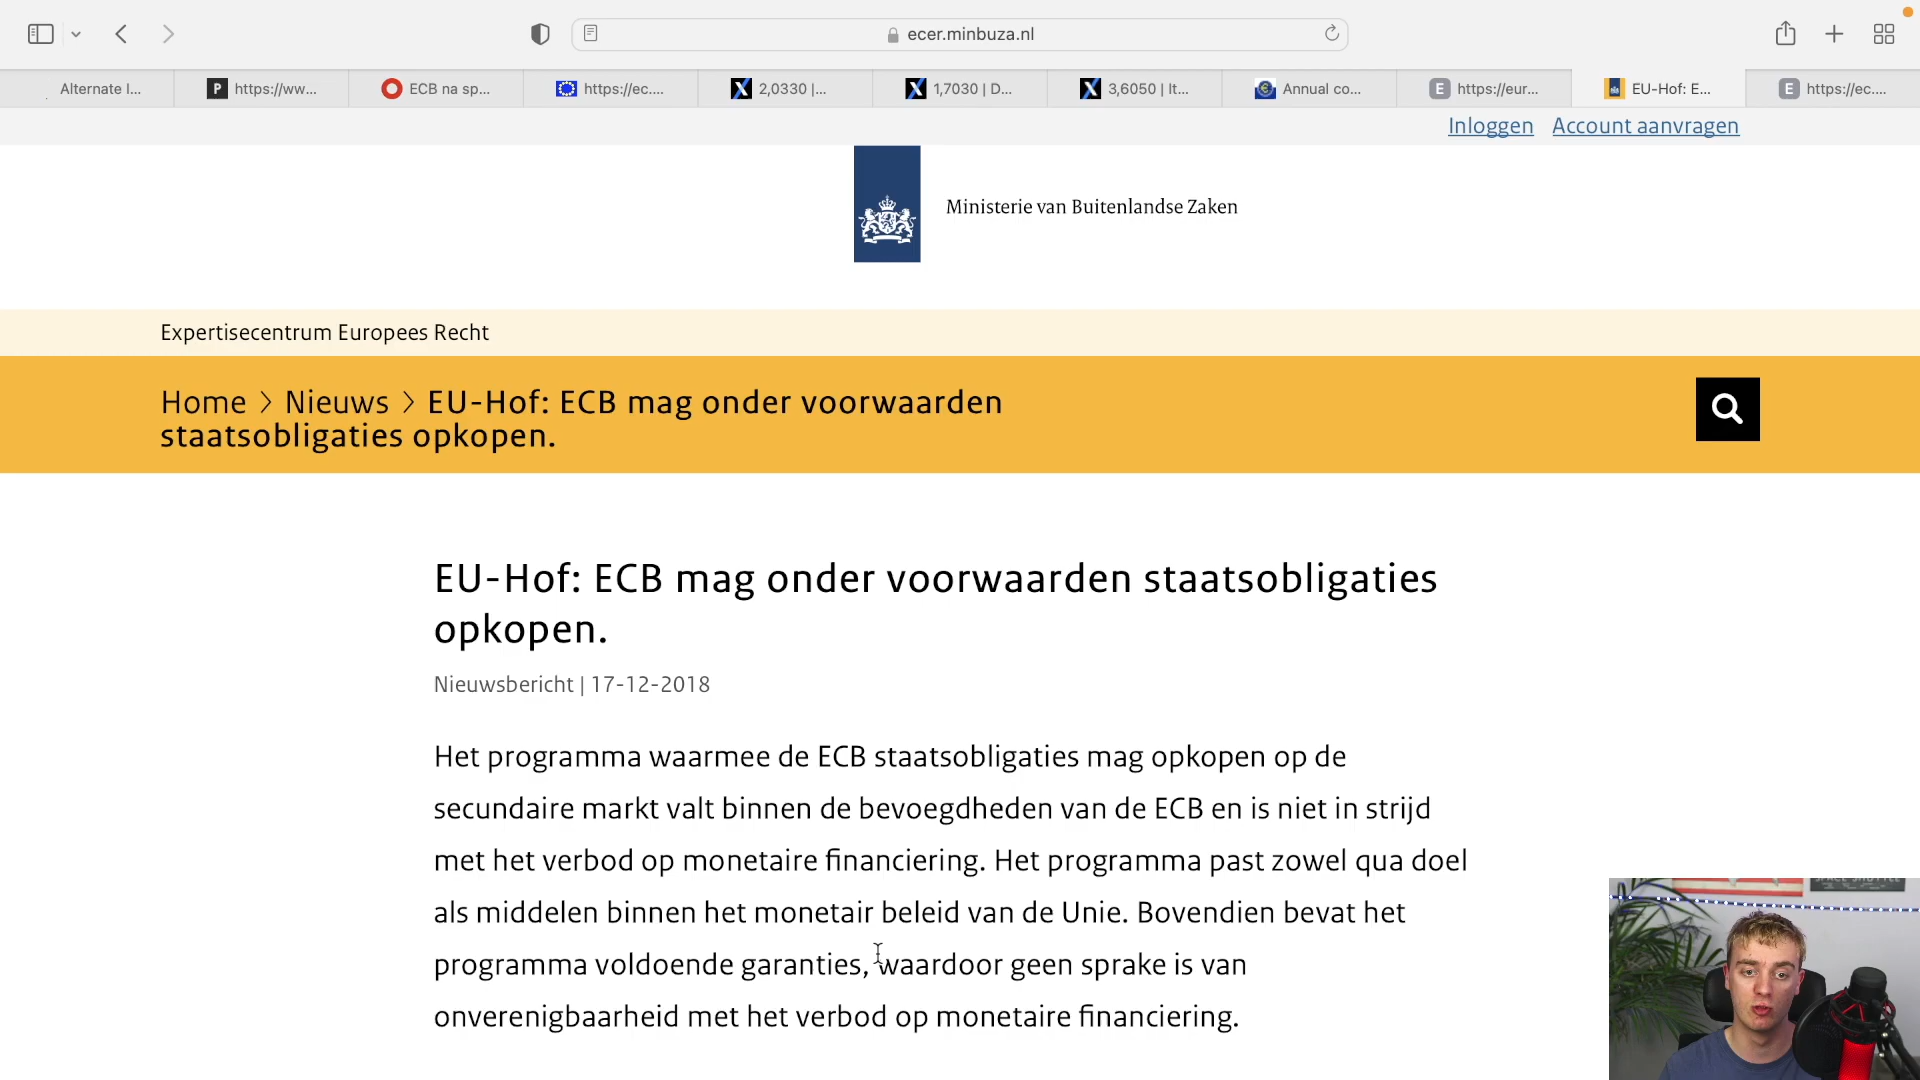 ecer.minbuza.nl
Alternate I...
P https://ww...
ECB na sp...
https://ec....
X 2,0330 |...
X 1,7030 | D...
X 3,6050 | It...
Annual co...
E https://eur...
EU-Hof: E...
E https://ec....
Inloggen Account aanvragen
Ministerie van Buitenlandse Zaken
Expertisecentrum Europees Recht
Home > Nieuws > EU-Hof: ECB mag onder voorwaarden
staatsobligaties opkopen.
EU-Hof: ECB mag onder voorwaarden staatsobligaties
opkopen.
Nieuwsbericht | 17-12-2018
Het programma waarmee de ECB staatsobligaties mag opkopen op de
secundaire markt valt binnen de bevoegdheden van de ECB en is niet in strijd
met het verbod op monetaire financiering. Het programma past zowel qua doel
als middelen binnen het monetair beleid van de Unie. Bovendien bevat het
programma voldoende garanties, waardoor geen sprake is van
onverenigbaarheid met het verbod op monetaire financiering.
SPACE SHUTTLE